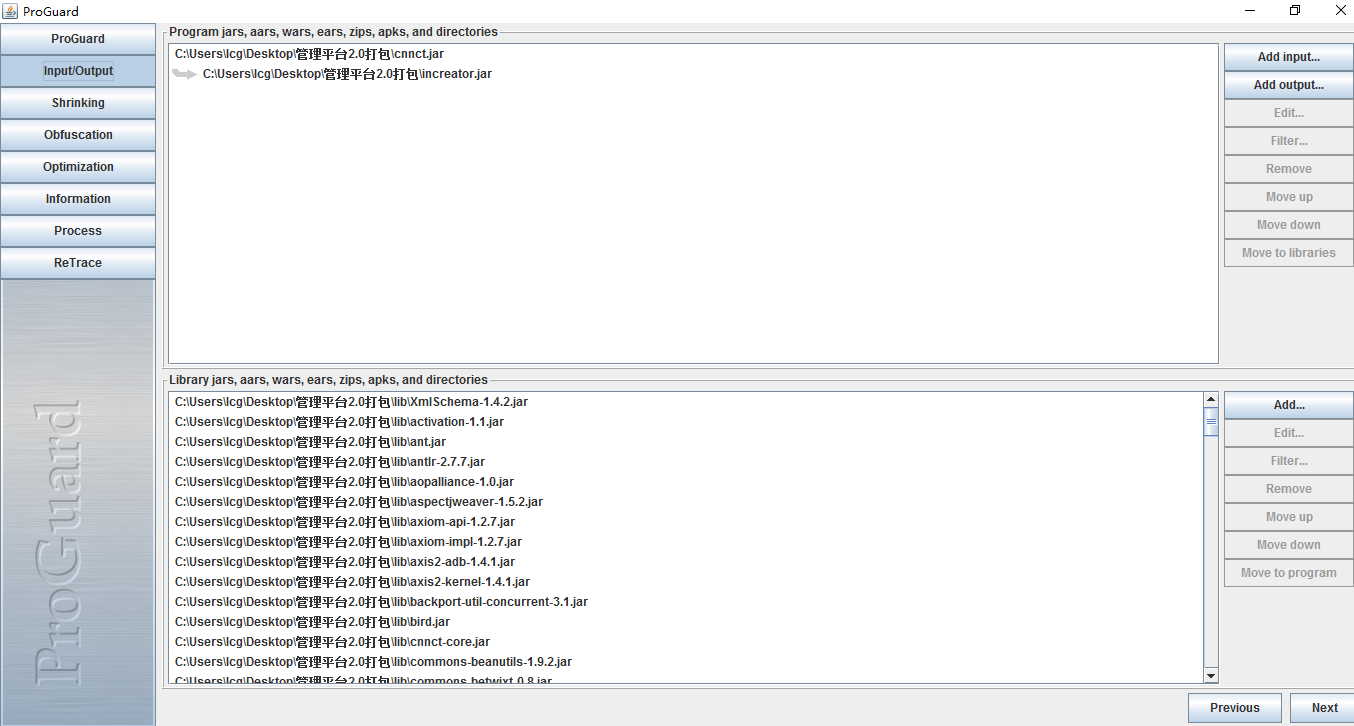 ProGuard
ProGuard
Input/Output
Shrinking
Obfuscation
Optimization
Information
Process
ReTrace
ProGuard
Program jars, aars, wars, ears, zips, apks, and directories
C:\Users\lcg\Desktop\管理平台2.0打包\cnnct.jar
C:\Users\lcg\Desktop\管理平台2.0打包\increator.jar
Add input...
Add output...
Edit...
Filter...
Remove
Move up
Move down
Move to libraries
Library jars, aars, wars, ears, zips, apks, and directories
C:\Users\lcg\Desktop\管理平台2.0打包\lib\XmlSchema-1.4.2.jar
C:\Users\lcg\Desktop\管理平台2.0打包\lib\activation-1.1.jar
C:\Users\lcg\Desktop\管理平台2.0打包\lib\ant.jar
C:\Users\lcg\Desktop\管理平台2.0打包\lib\antlr-2.7.7.jar
C:\Users\lcg\Desktop\管理平台2.0打包\lib\aopalliance-1.0.jar
C:\Users\lcg\Desktop\管理平台2.0打包\lib\aspectjweaver-1.5.2.jar
C:\Users\lcg\Desktop\管理平台2.0打包\lib\axiom-api-1.2.7.jar
C:\Users\lcg\Desktop\管理平台2.0打包\lib\axiom-impl-1.2.7.jar
C:\Users\lcg\Desktop\管理平台2.0打包\lib\axis2-adb-1.4.1.jar
C:\Users\lcg\Desktop\管理平台2.0打包\lib\axis2-kernel-1.4.1.jar
C:\Users\lcg\Desktop\管理平台2.0打包\lib\backport-util-concurrent-3.1.jar
C:\Users\lcg\Desktop\管理平台2.0打包\lib\bird.jar
C:\Users\lcg\Desktop\管理平台2.0打包\lib\cnnct-core.jar
C:\Users\lcg\Desktop\管理平台2.0打包\lib\commons-beanutils-1.9.2.jar
C:\Users\lcg\Desktop\管理平台2.0打包\lib\commons-betwixt-0.8.jar
Add...
Edit...
Filter...
Remove
Move up
Move down
Move to program
Previous
Next